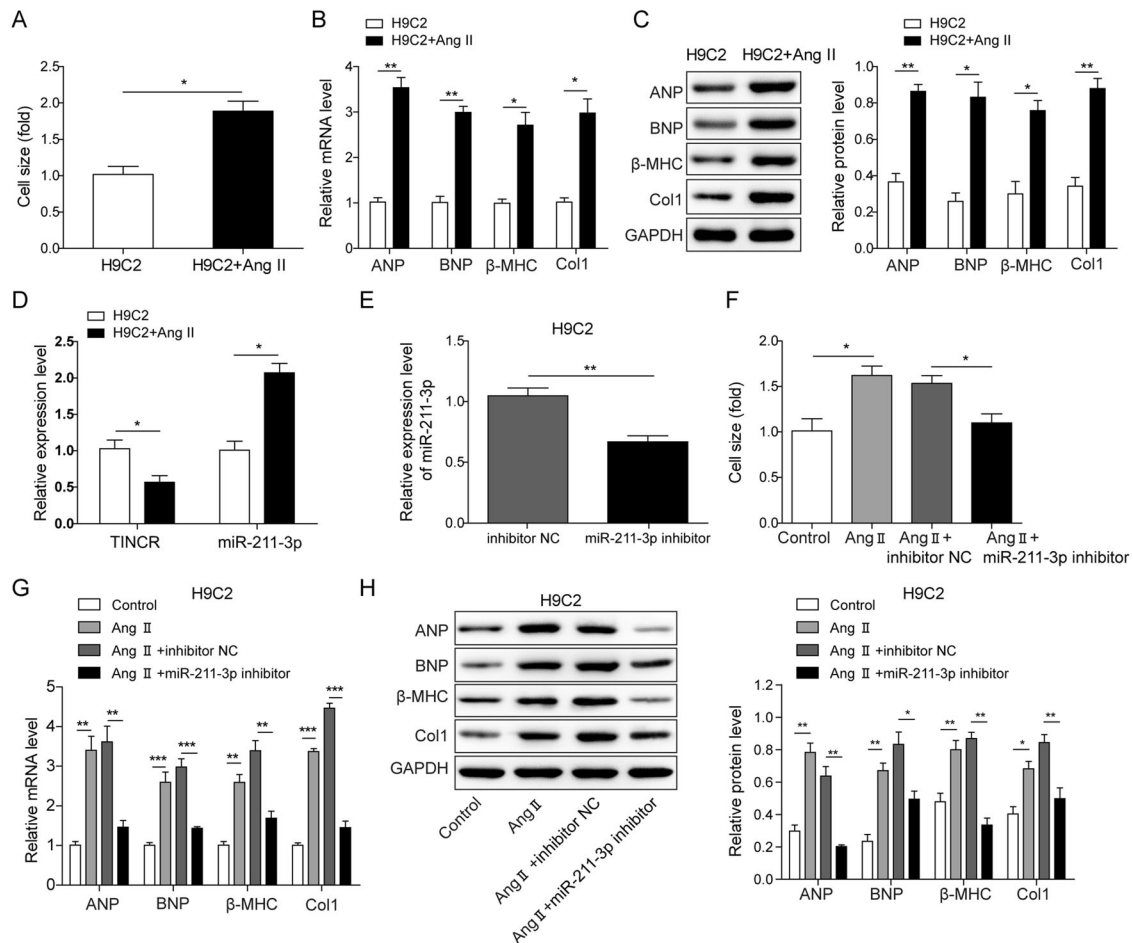 A
H9C2
H9C2+Ang II
Cell size (fold)
2.5
2.0
1.5
1.0
0.5
0.0
*
H9C2
H9C2+Ang II
B
H9C2
H9C2+Ang II
Relative mRNA level
4
3
2
1
0
** ** * *
ANP BNP β-MHC Col1
C
H9C2 H9C2+Ang II
ANP
BNP
β-MHC
Col1
GAPDH
H9C2
H9C2+Ang II
Relative protein level
1.2
0.8
0.4
0.0
** * * **
ANP BNP β-MHC Col1
D
H9C2
H9C2+Ang II
Relative expression level
2.5
2.0
1.5
1.0
0.5
0.0
* *
TINCR miR-211-3p
E
H9C2
Relative expression level
of miR-211-3p
1.5
1.0
0.5
0.0
**
inhibitor NC miR-211-3p inhibitor
F
Cell size (fold)
2.0
1.5
1.0
0.5
0.0
* *
Control Ang Ⅱ Ang Ⅱ + Ang Ⅱ +
inhibitor NC miR-211-3p inhibitor
G
H9C2
Control
Ang Ⅱ
Ang Ⅱ +inhibitor NC
Ang Ⅱ +miR-211-3p inhibitor
Relative mRNA level
5
4
3
2
1
0
** ** *** *** ** ** *** ***
ANP BNP β-MHC Col1
H
H9C2
ANP
BNP
β-MHC
Col1
GAPDH
Control
Ang Ⅱ
Ang Ⅱ +inhibitor NC
Ang Ⅱ +miR-211-3p inhibitor
H9C2
Control
Ang Ⅱ
Ang Ⅱ +inhibitor NC
Ang Ⅱ +miR-211-3p inhibitor
Relative protein level
1.2
1.0
0.8
0.6
0.4
0.2
0.0
** ** ** * ** ** * **
ANP BNP β-MHC Col1